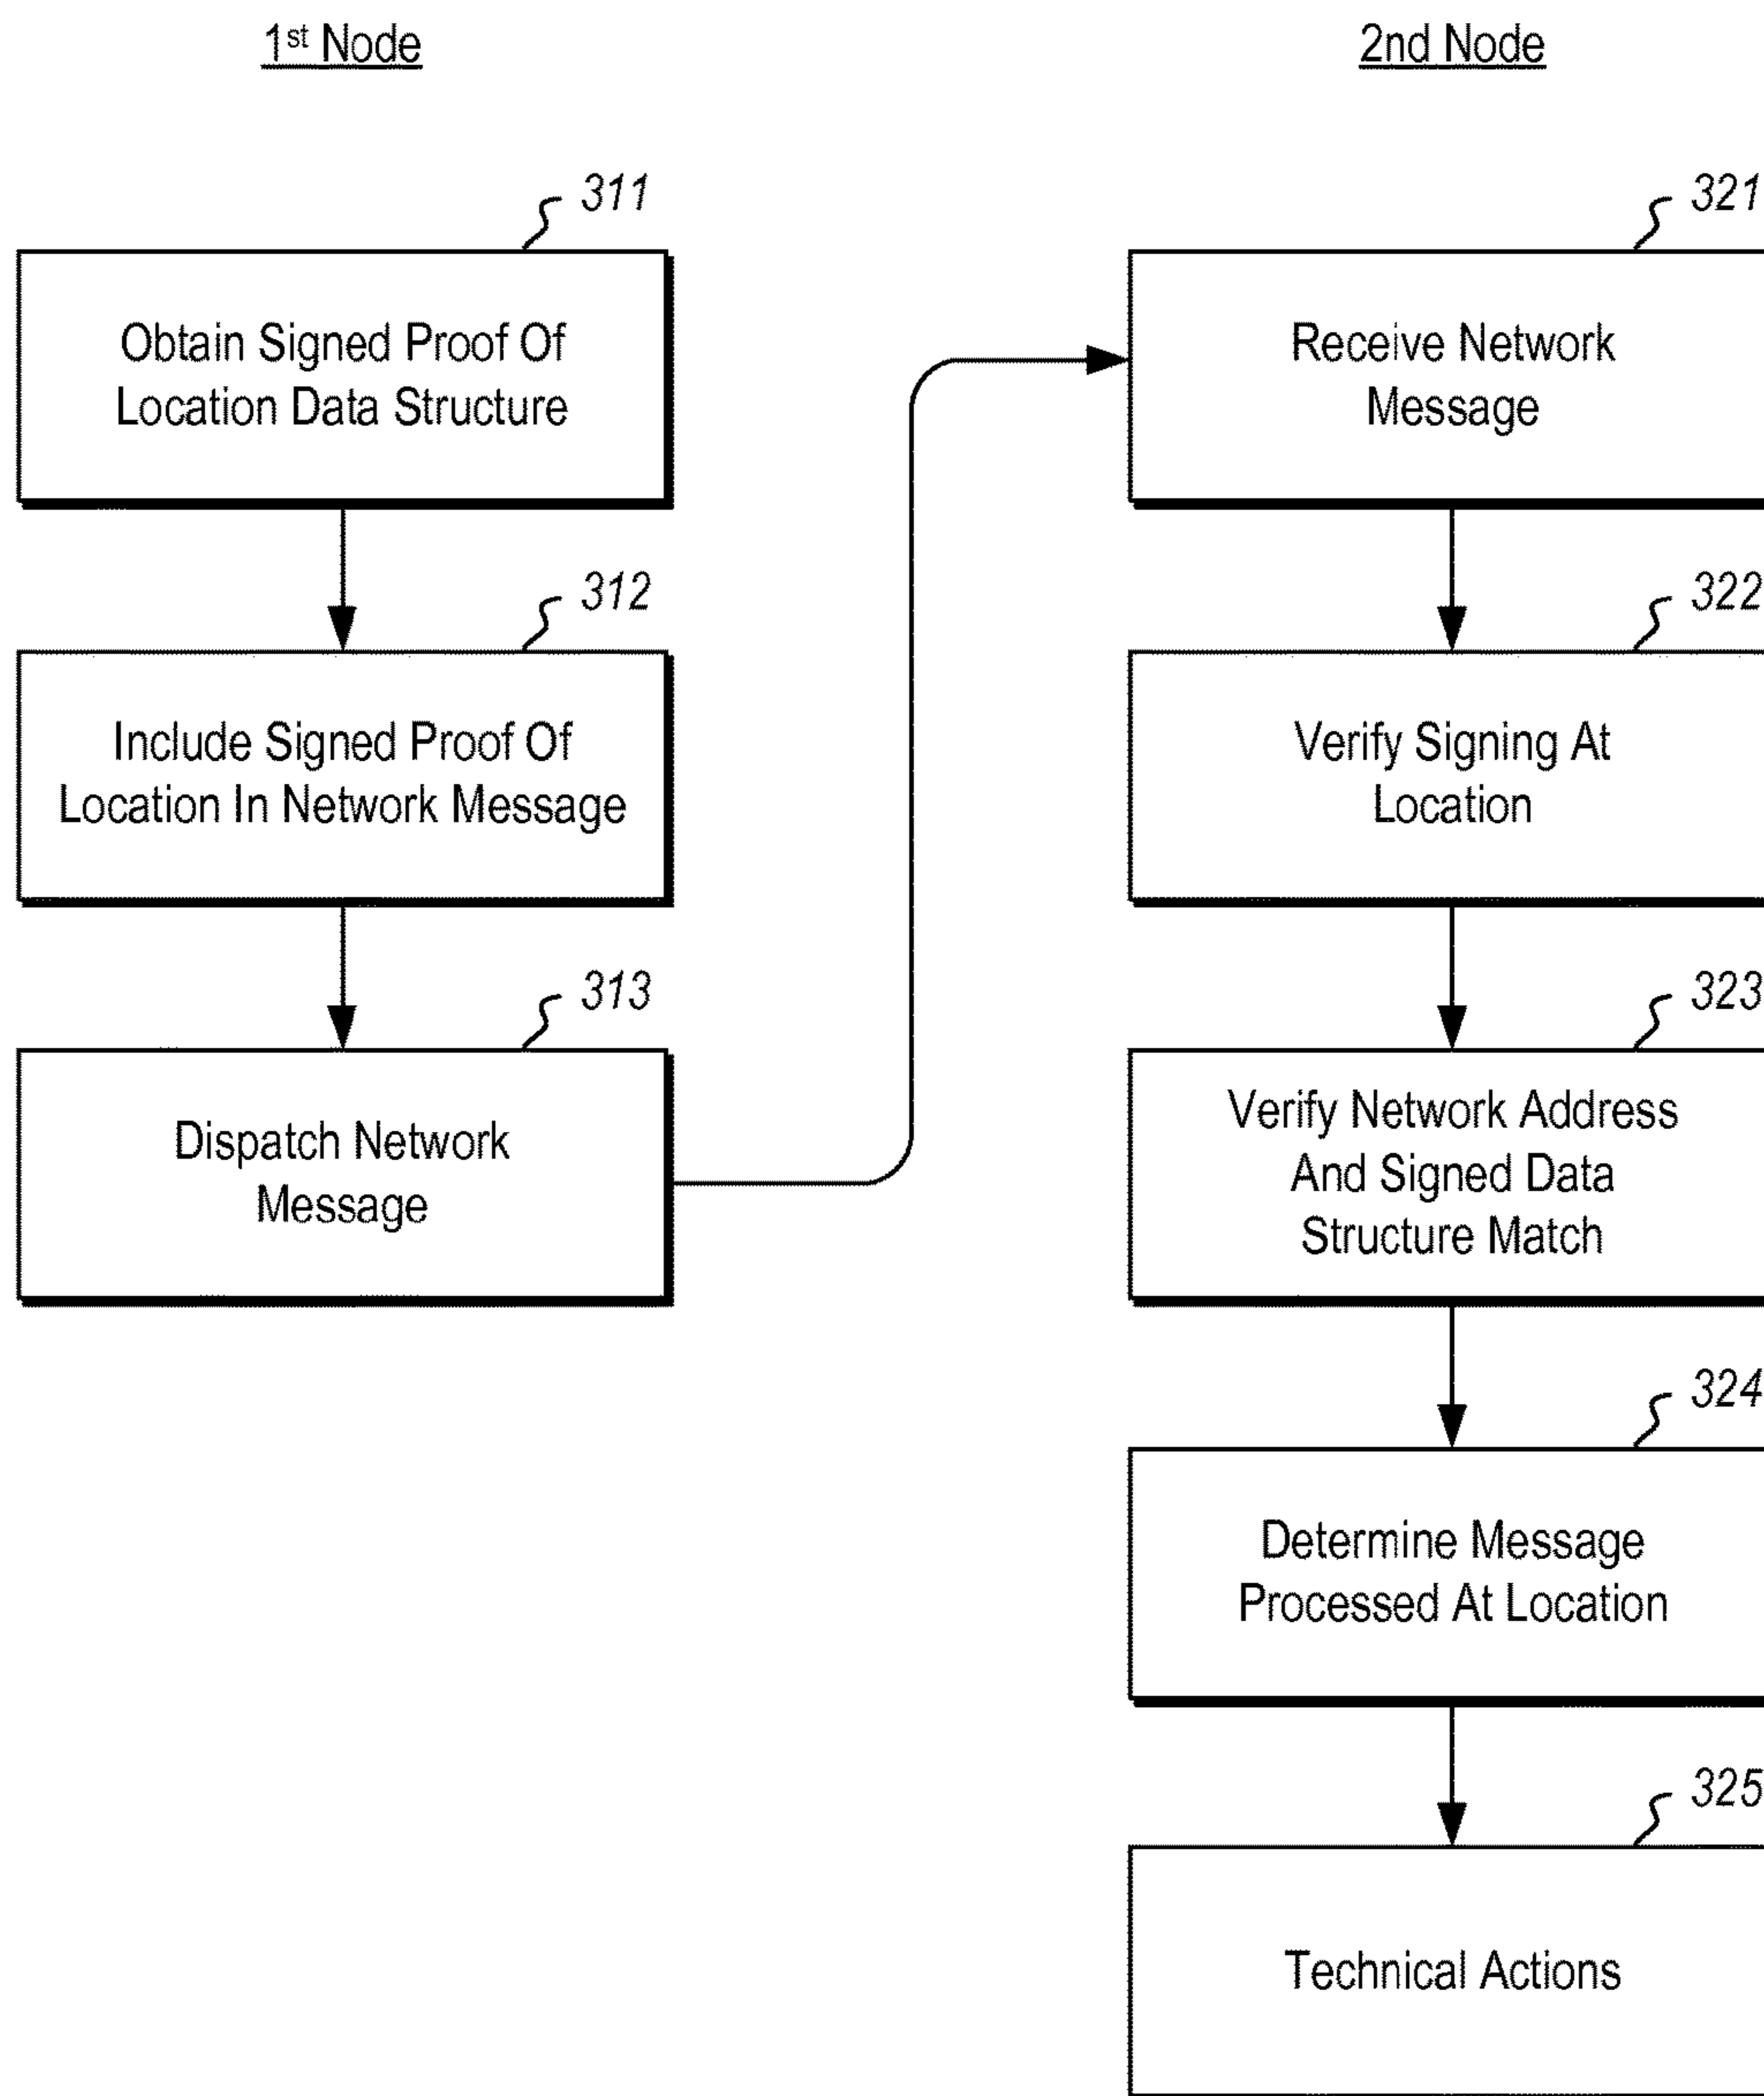 1st Node
311
Obtain Signed Proof Of
Location Data Structure
312
Include Signed Proof Of
Location In Network Message
313
Dispatch Network
Message
2nd Node
321
Receive Network
Message
322
Verify Signing At
Location
323
Verify Network Address
And Signed Data
Structure Match
324
Determine Message
Processed At Location
325
Technical Actions